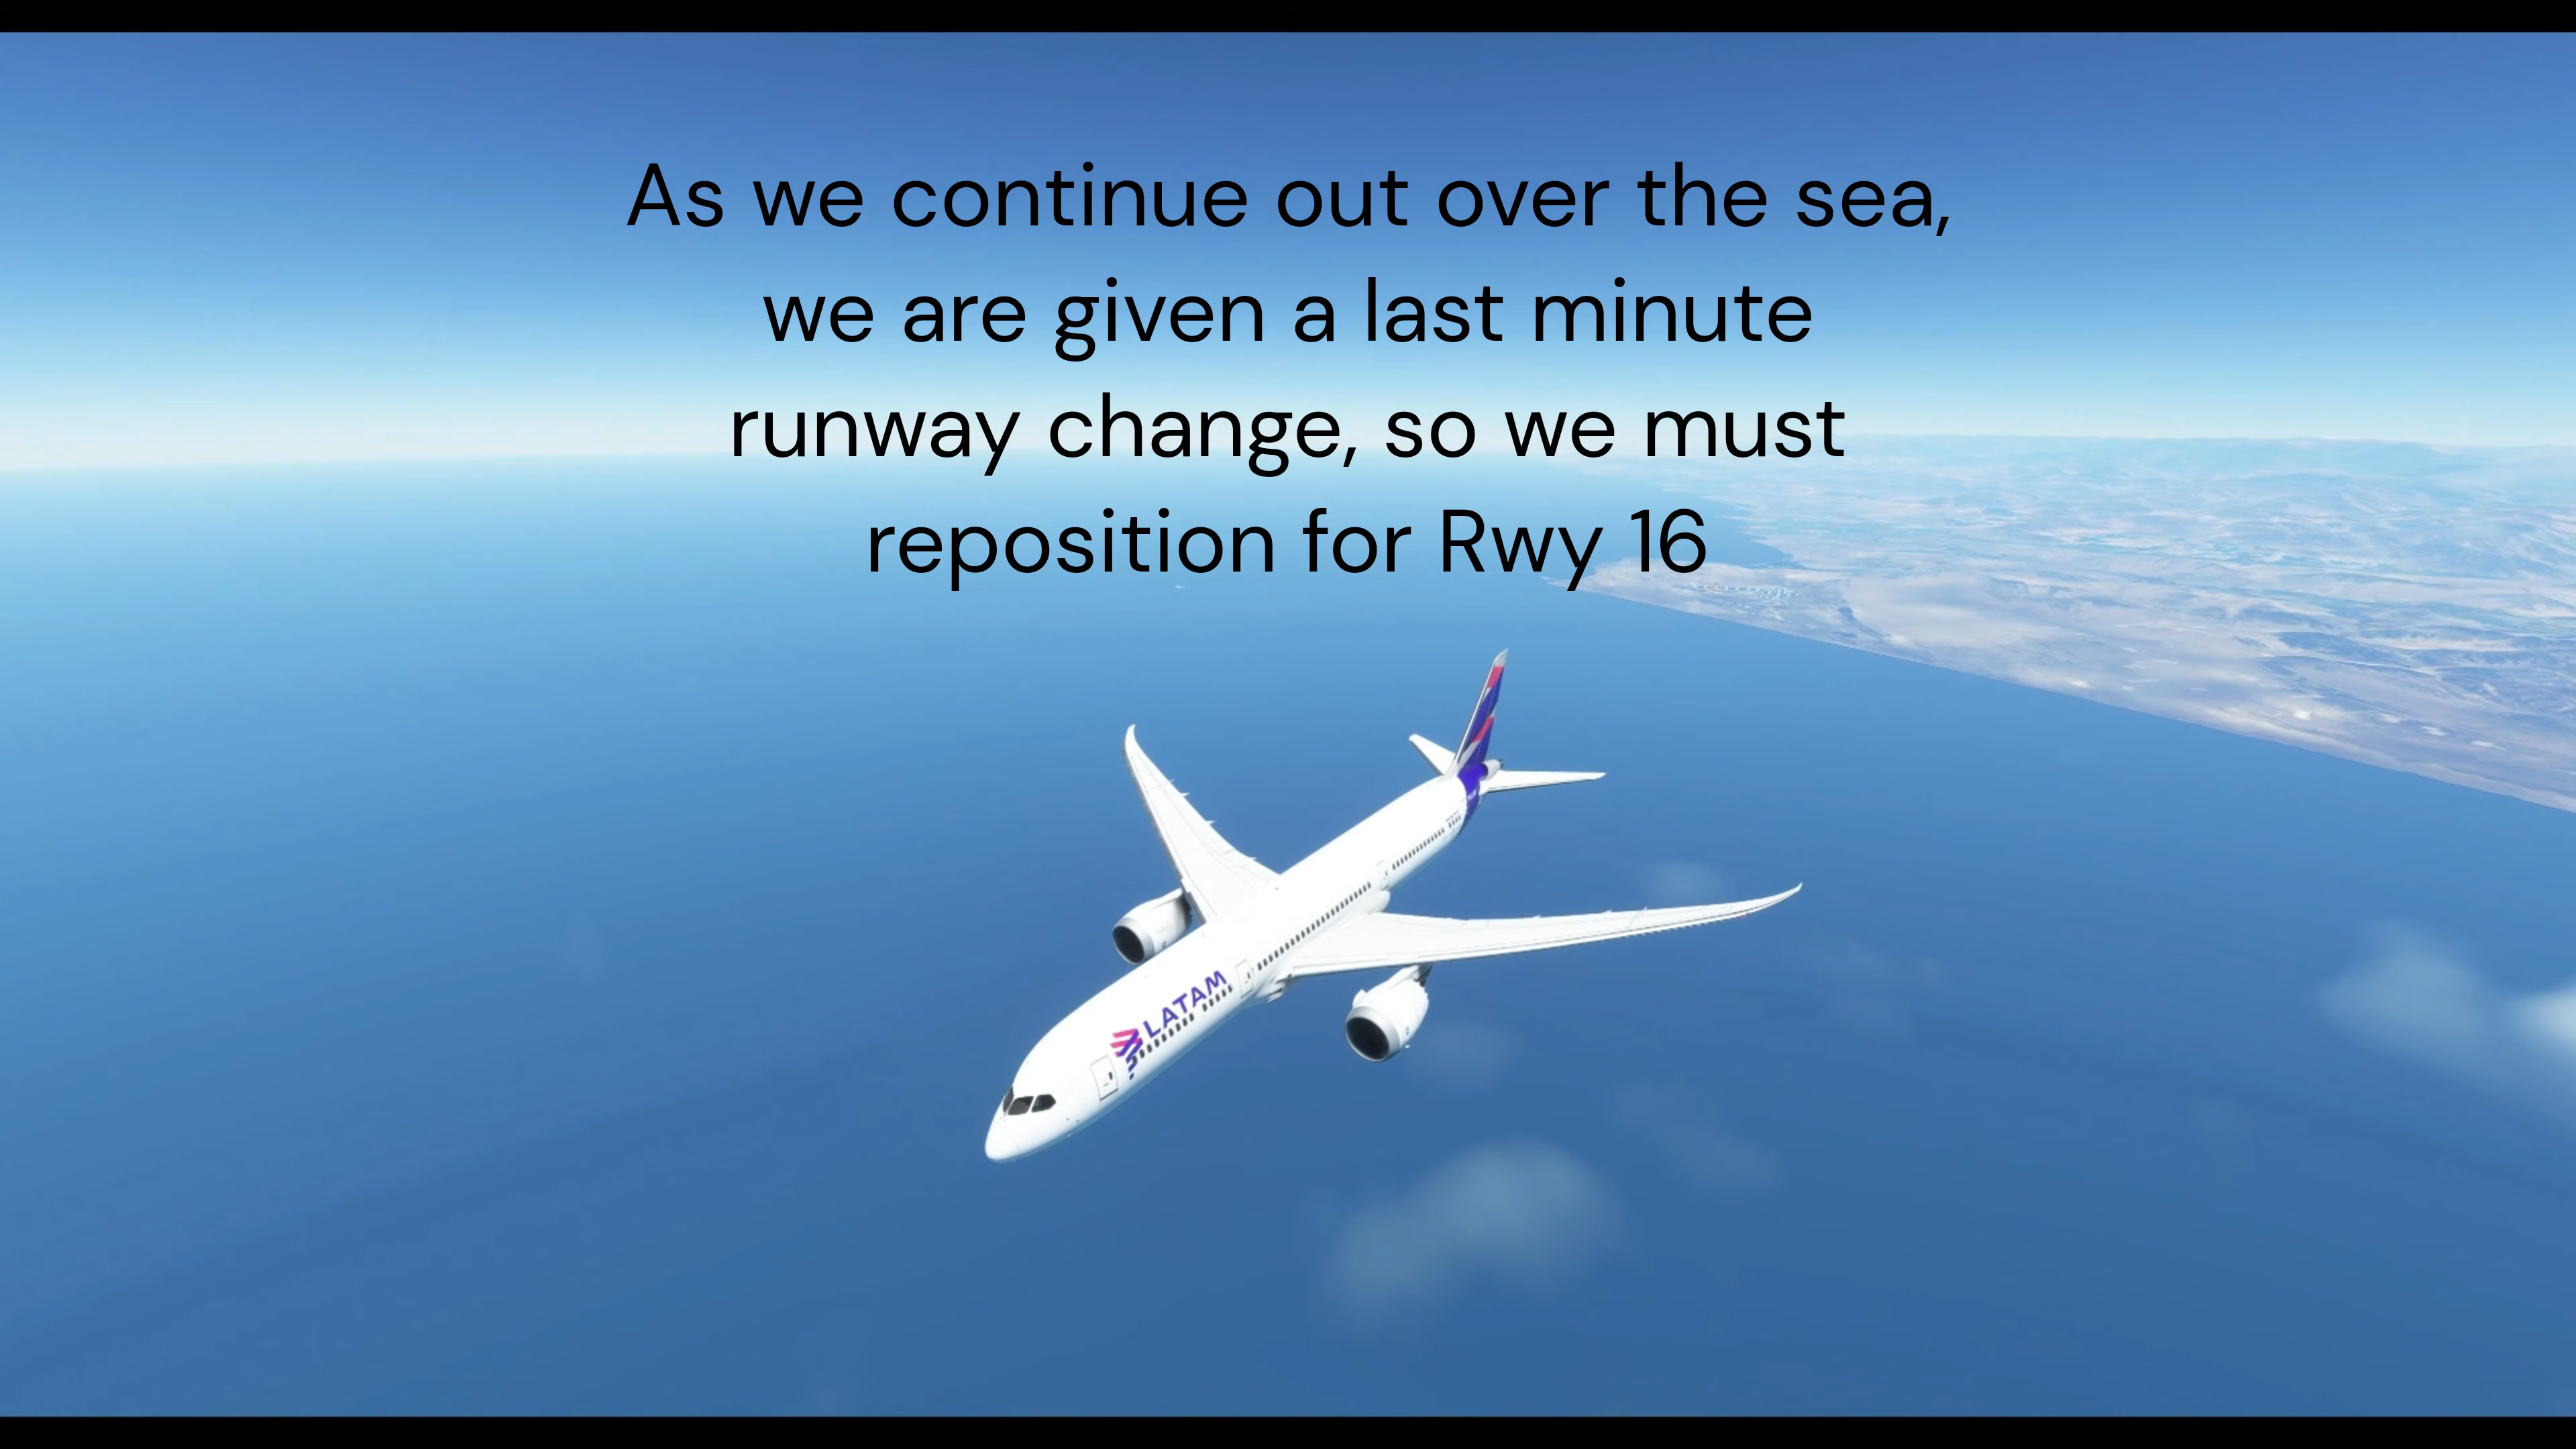 As we continue out over the sea,
we are given a last minute
runway change, so we must
reposition for Rwy 16
LATAM